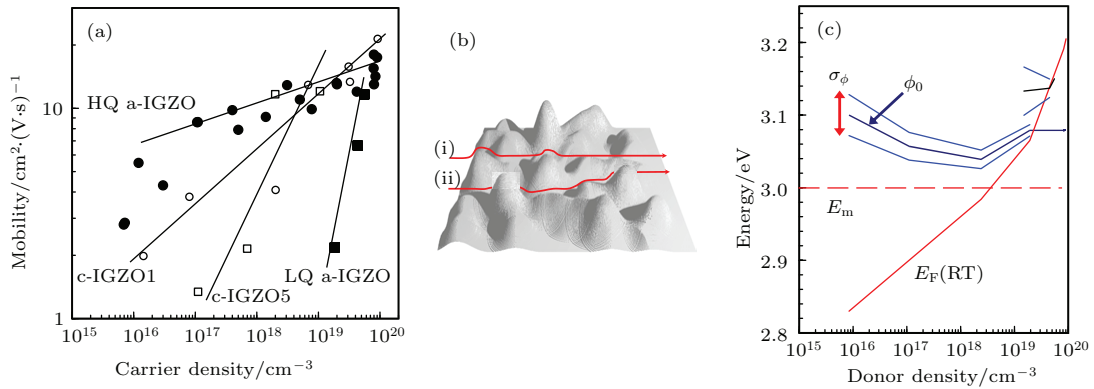 (a)
Mobility/cm²·(V·s)⁻¹
10
1
HQ a-IGZO
c-IGZO1
c-IGZO5
LQ a-IGZO
10¹⁵ 10¹⁶ 10¹⁷ 10¹⁸ 10¹⁹ 10²⁰
Carrier density/cm⁻³
(b)
(i)
(ii)
(c)
Energy/eV
3.2
3.1
3.0
2.9
2.8
σ_ϕ
ϕ₀
E_m
E_F(RT)
10¹⁵ 10¹⁶ 10¹⁷ 10¹⁸ 10¹⁹ 10²⁰
Donor density/cm⁻³